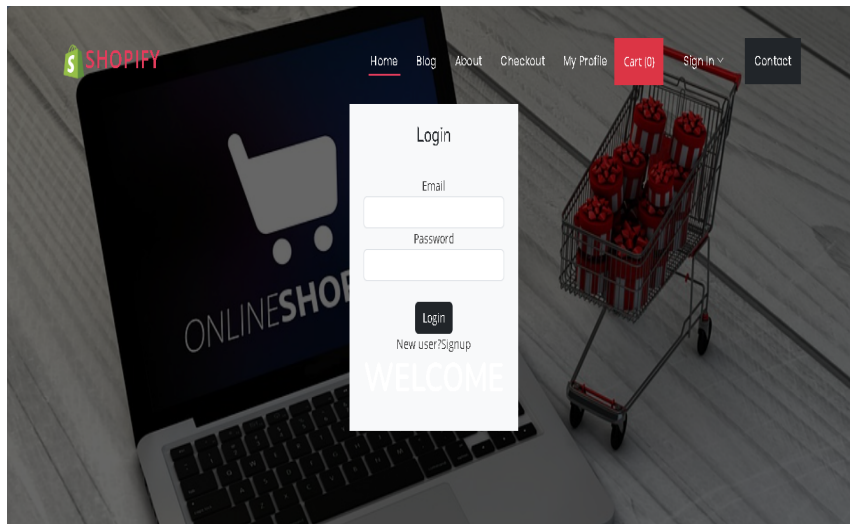 SHOPIFY
Home Blog About Checkout My Profile Cart (0) Sign In Contact
Login
Email
Password
Login
New user?Signup
WELCOME
ONLINESHOP